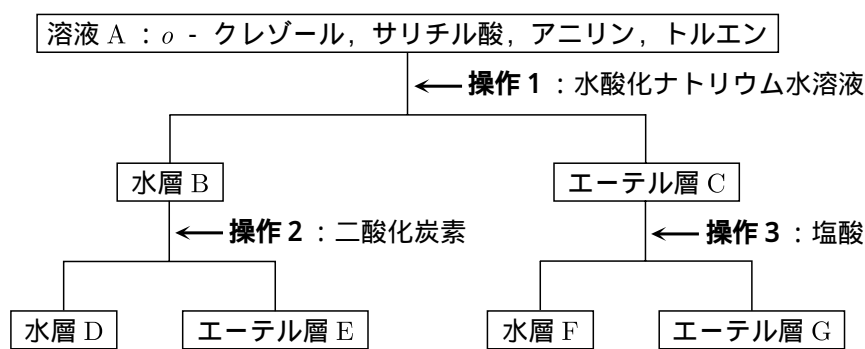 溶液 A : o - クレゾール, サリチル酸, アニリン, トルエン
操作 1 : 水酸化ナトリウム水溶液
水層 B
エーテル層 C
操作 2 : 二酸化炭素
操作 3 : 塩酸
水層 D
エーテル層 E
水層 F
エーテル層 G